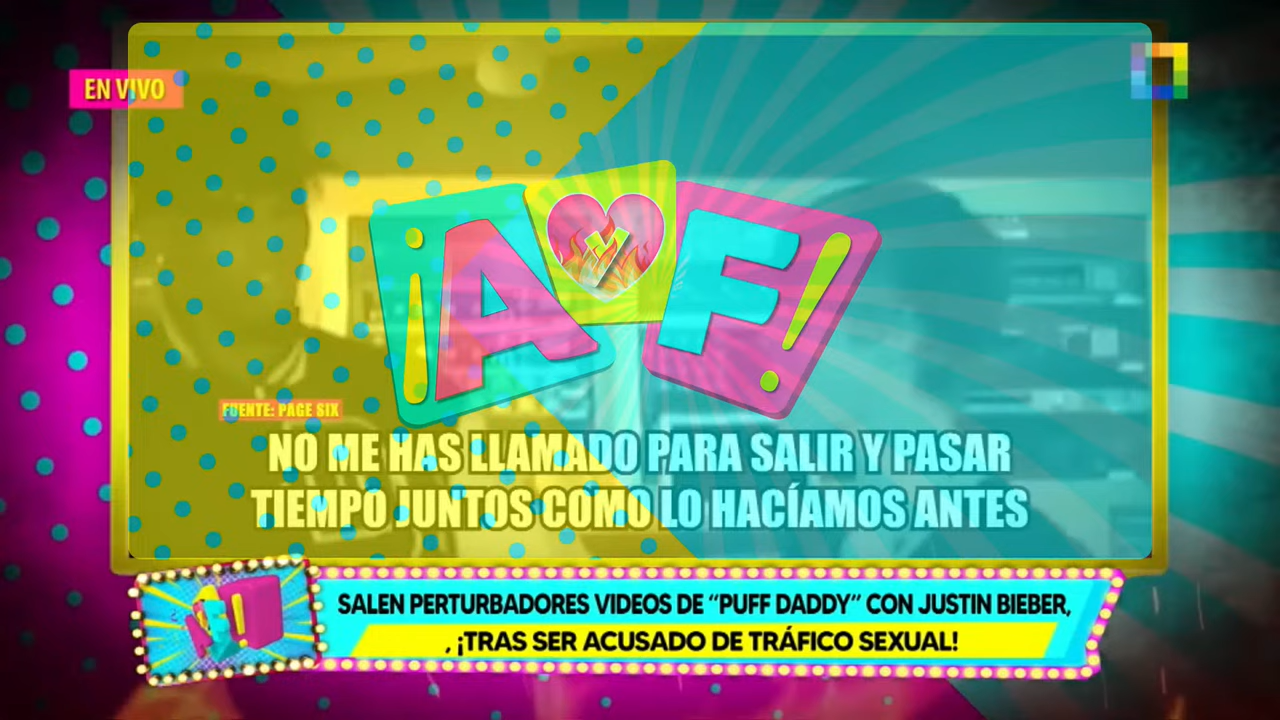 EN VIVO
¡A F!
FUENTE: PAGE SIX
NO ME HAS LLAMADO PARA SALIR Y PASAR
TIEMPO JUNTOS COMO LO HACÍAMOS ANTES
SALEN PERTURBADORES VIDEOS DE “PUFF DADDY” CON JUSTIN BIEBER,
, ¡TRAS SER ACUSADO DE TRÁFICO SEXUAL!